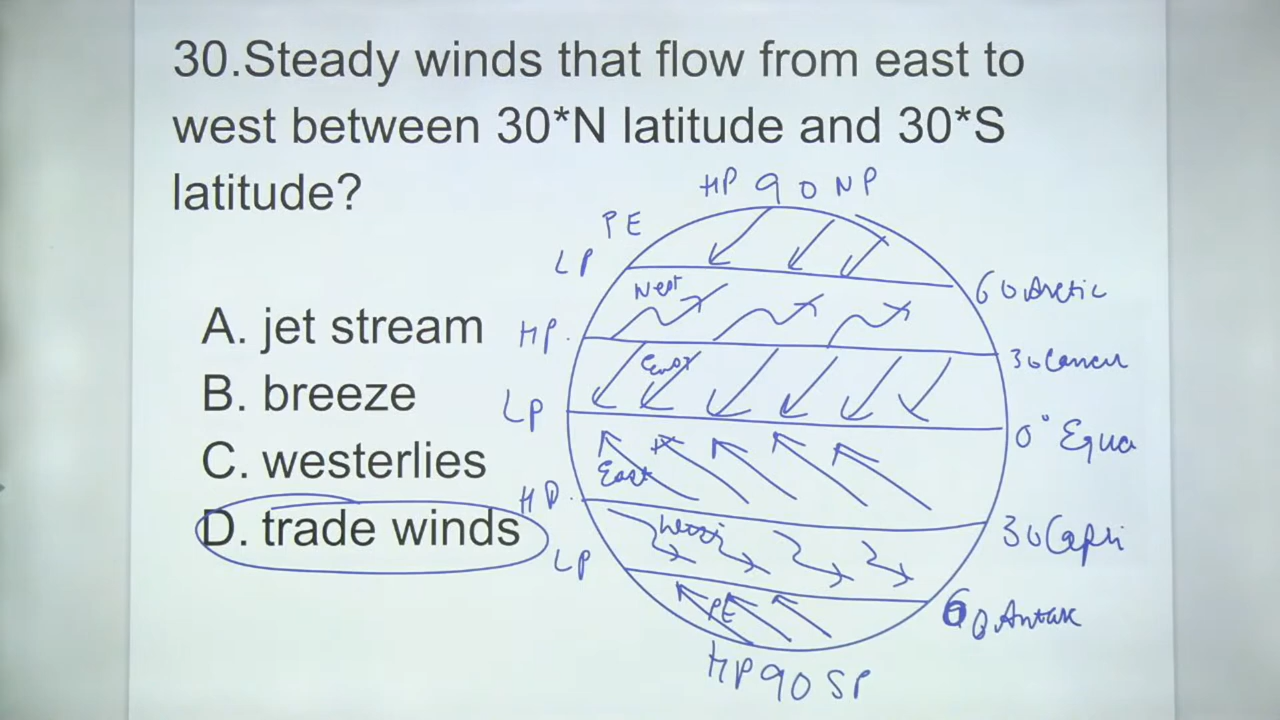 30.Steady winds that flow from east to
west between 30*N latitude and 30*S
latitude?
HP 90 NP
PE
LP
60 Arctic
West
A. jet stream
HP
30 Cancer
East
B. breeze
LP
0° Equa
C. westerlies
East
HP
D. trade winds
30 Capri
LP
PE
60 Antar
HP 90 SP